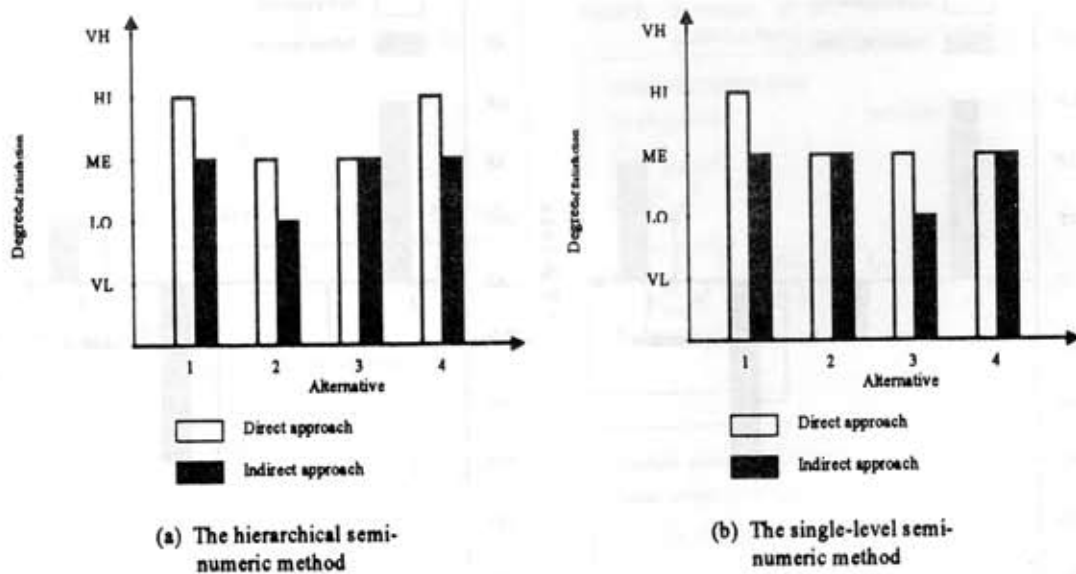 VH
HI
ME
LO
VL
Degree of Satisfaction
1 2 3 4
Alternative
Direct approach
Indirect approach
(a) The hierarchical semi-
numeric method
VH
HI
ME
LO
VL
Degree of Satisfaction
1 2 3 4
Alternative
Direct approach
Indirect approach
(b) The single-level semi-
numeric method